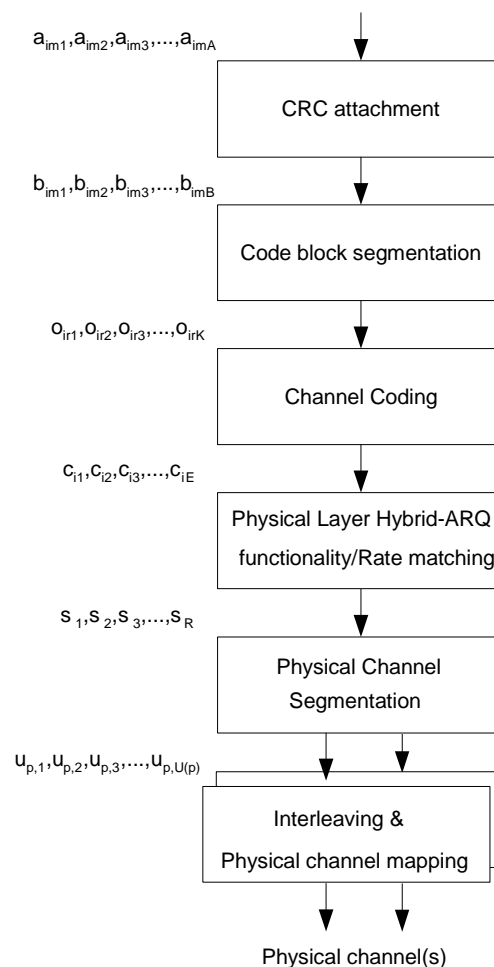 a_im1,a_im2,a_im3,...,a_imA
CRC attachment
b_im1,b_im2,b_im3,...,b_imB
Code block segmentation
o_ir1,o_ir2,o_ir3,...,o_irK
Channel Coding
c_i1,c_i2,c_i3,...,c_iE
Physical Layer Hybrid-ARQ
functionality/Rate matching
s_1,s_2,s_3,...,s_R
Physical Channel
Segmentation
u_p,1,u_p,2,u_p,3,...,u_p,U(p)
Interleaving &
Physical channel mapping
Physical channel(s)